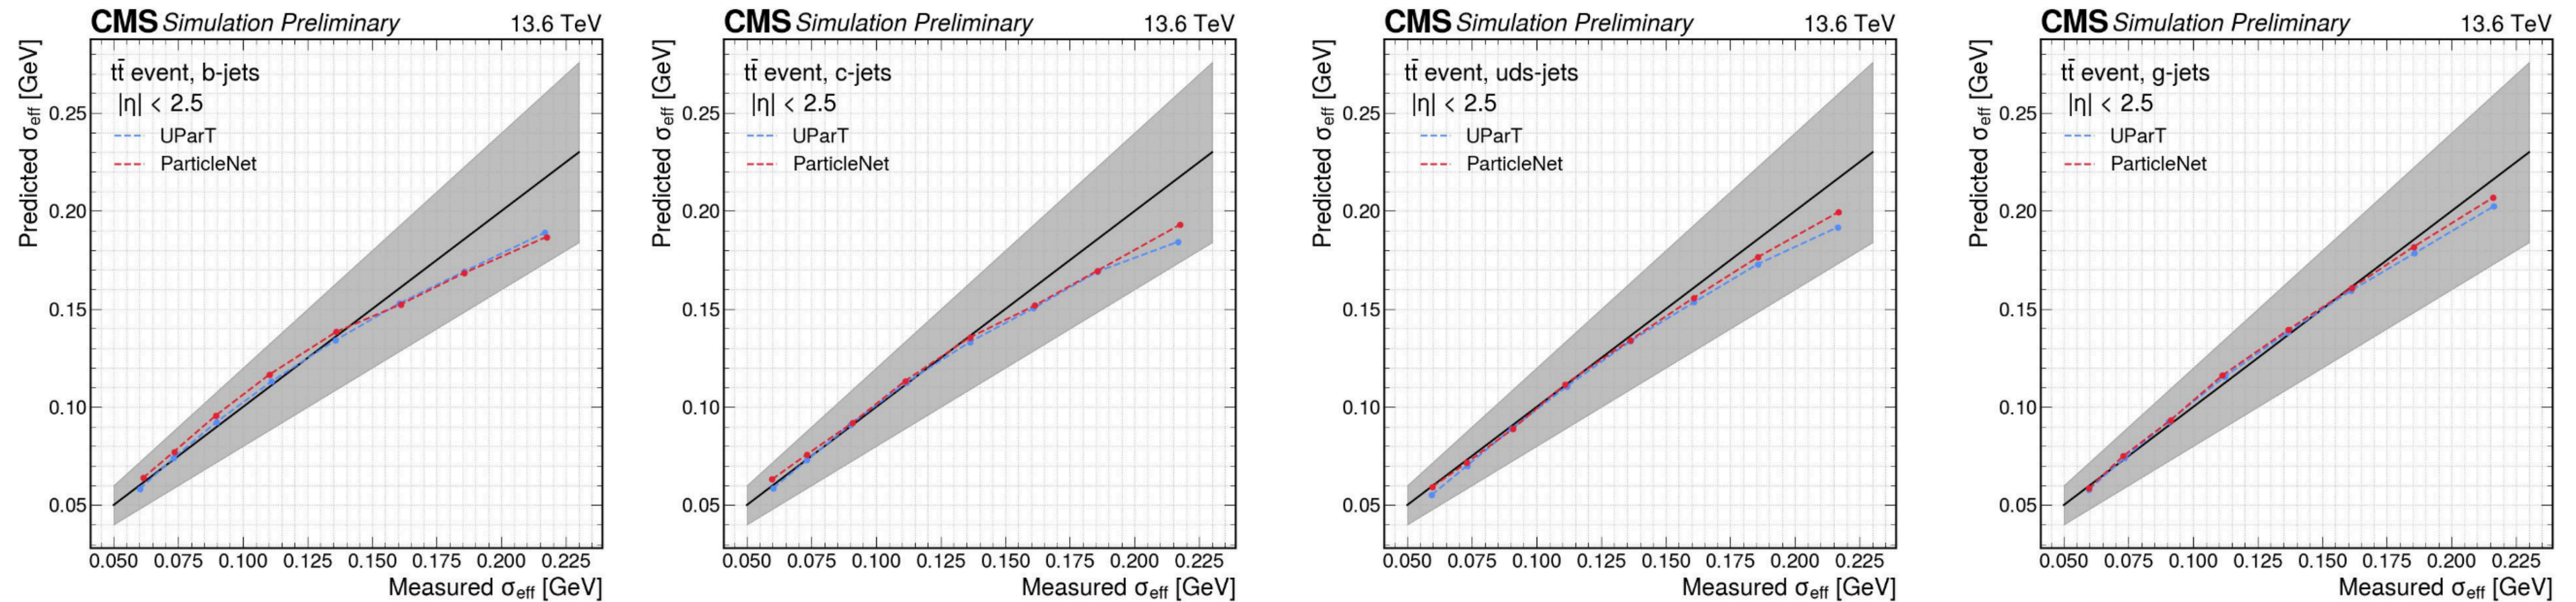 CMS Simulation Preliminary 13.6 TeV
Predicted σeff [GeV]
tt̄ event, b-jets
|η| < 2.5
UParT
ParticleNet
0.25
0.20
0.15
0.10
0.05
0.050 0.075 0.100 0.125 0.150 0.175 0.200 0.225
Measured σeff [GeV]
CMS Simulation Preliminary 13.6 TeV
Predicted σeff [GeV]
tt̄ event, c-jets
|η| < 2.5
UParT
ParticleNet
0.25
0.20
0.15
0.10
0.05
0.050 0.075 0.100 0.125 0.150 0.175 0.200 0.225
Measured σeff [GeV]
CMS Simulation Preliminary 13.6 TeV
Predicted σeff [GeV]
tt̄ event, uds-jets
|η| < 2.5
UParT
ParticleNet
0.25
0.20
0.15
0.10
0.05
0.050 0.075 0.100 0.125 0.150 0.175 0.200 0.225
Measured σeff [GeV]
CMS Simulation Preliminary 13.6 TeV
Predicted σeff [GeV]
tt̄ event, g-jets
|η| < 2.5
UParT
ParticleNet
0.25
0.20
0.15
0.10
0.05
0.050 0.075 0.100 0.125 0.150 0.175 0.200 0.225
Measured σeff [GeV]